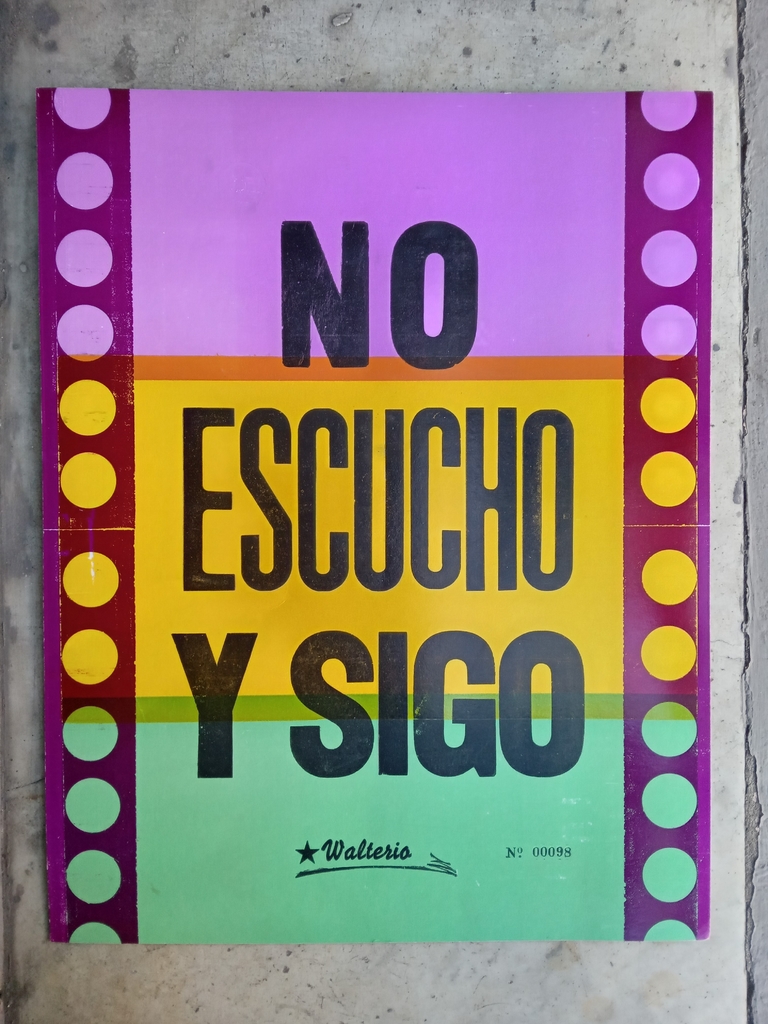 NO
ESCUCHO
Y SIGO
★Walterio
Nº 00098